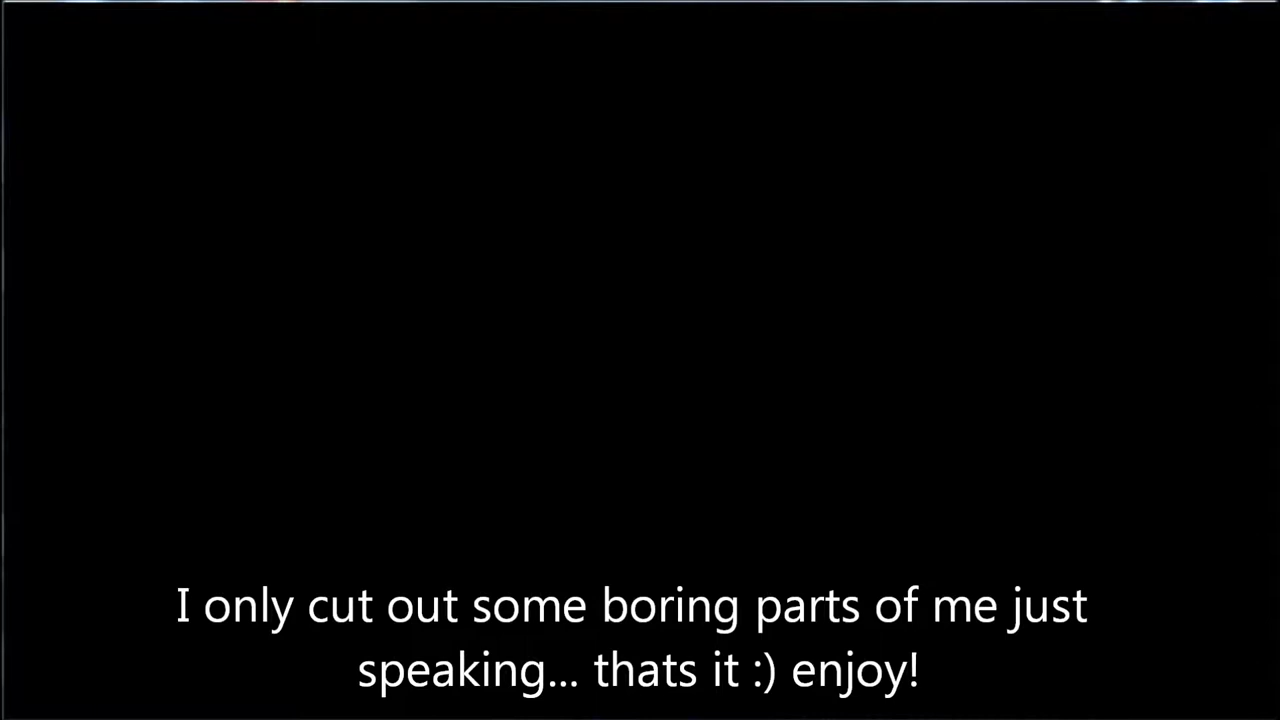 I only cut out some boring parts of me just
speaking... thats it :) enjoy!